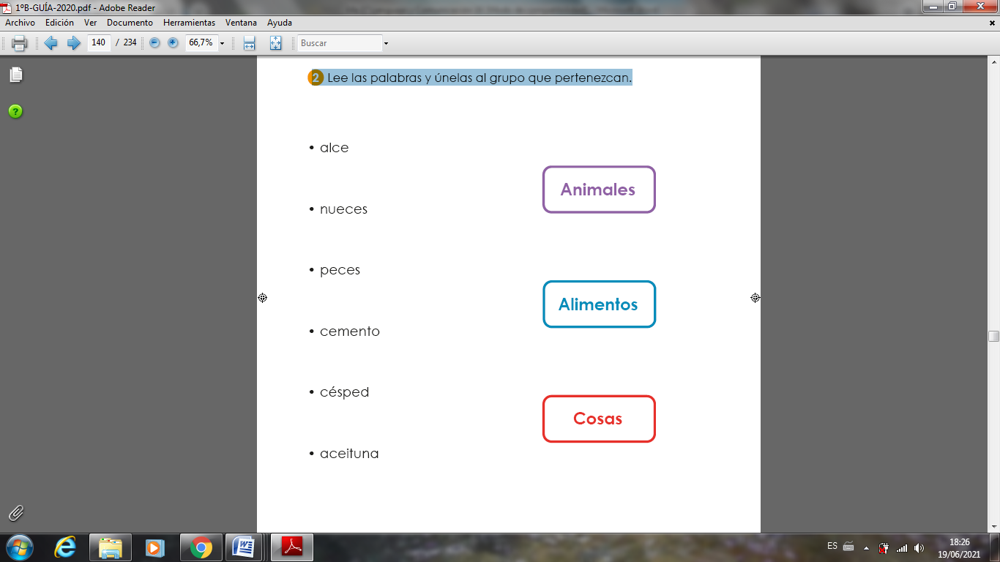 1ºB-GUÍA-2020.pdf - Adobe Reader
Archivo Edición Ver Documento Herramientas Ventana Ayuda
140 / 234 66,7% Buscar
2 Lee las palabras y únelas al grupo que pertenezcan.
• alce
Animales
• nueces
• peces
Alimentos
• cemento
• césped
Cosas
• aceituna
ES 18:26
19/06/2021